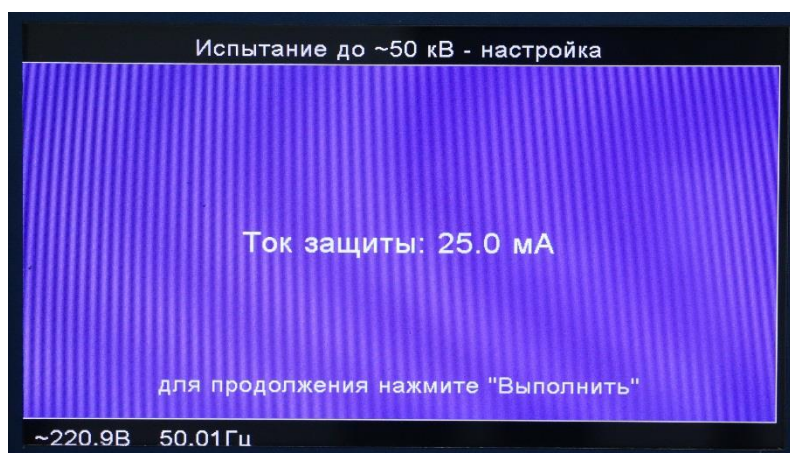 Испытание до ~50 кВ - настройка
Ток защиты: 25.0 мА
для продолжения нажмите "Выполнить"
~220.9В 50.01Гц